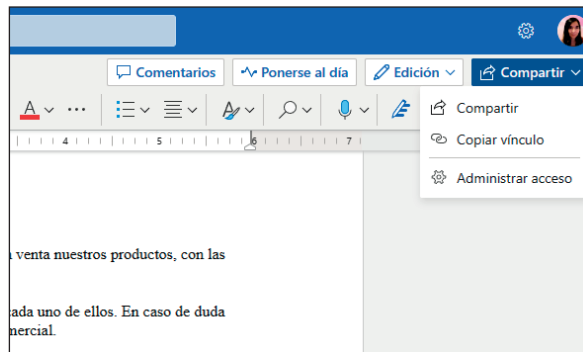 Comentarios
Ponerse al día
Edición
Compartir
Compartir
Copiar vínculo
Administrar acceso
A
4 5 6 7
venta nuestros productos, con las
cada uno de ellos. En caso de duda
mercial.